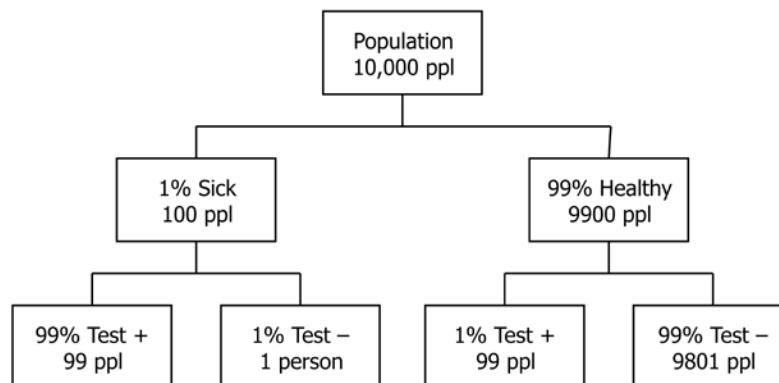 Population
10,000 ppl
1% Sick
100 ppl
99% Healthy
9900 ppl
99% Test +
99 ppl
1% Test –
1 person
1% Test +
99 ppl
99% Test –
9801 ppl